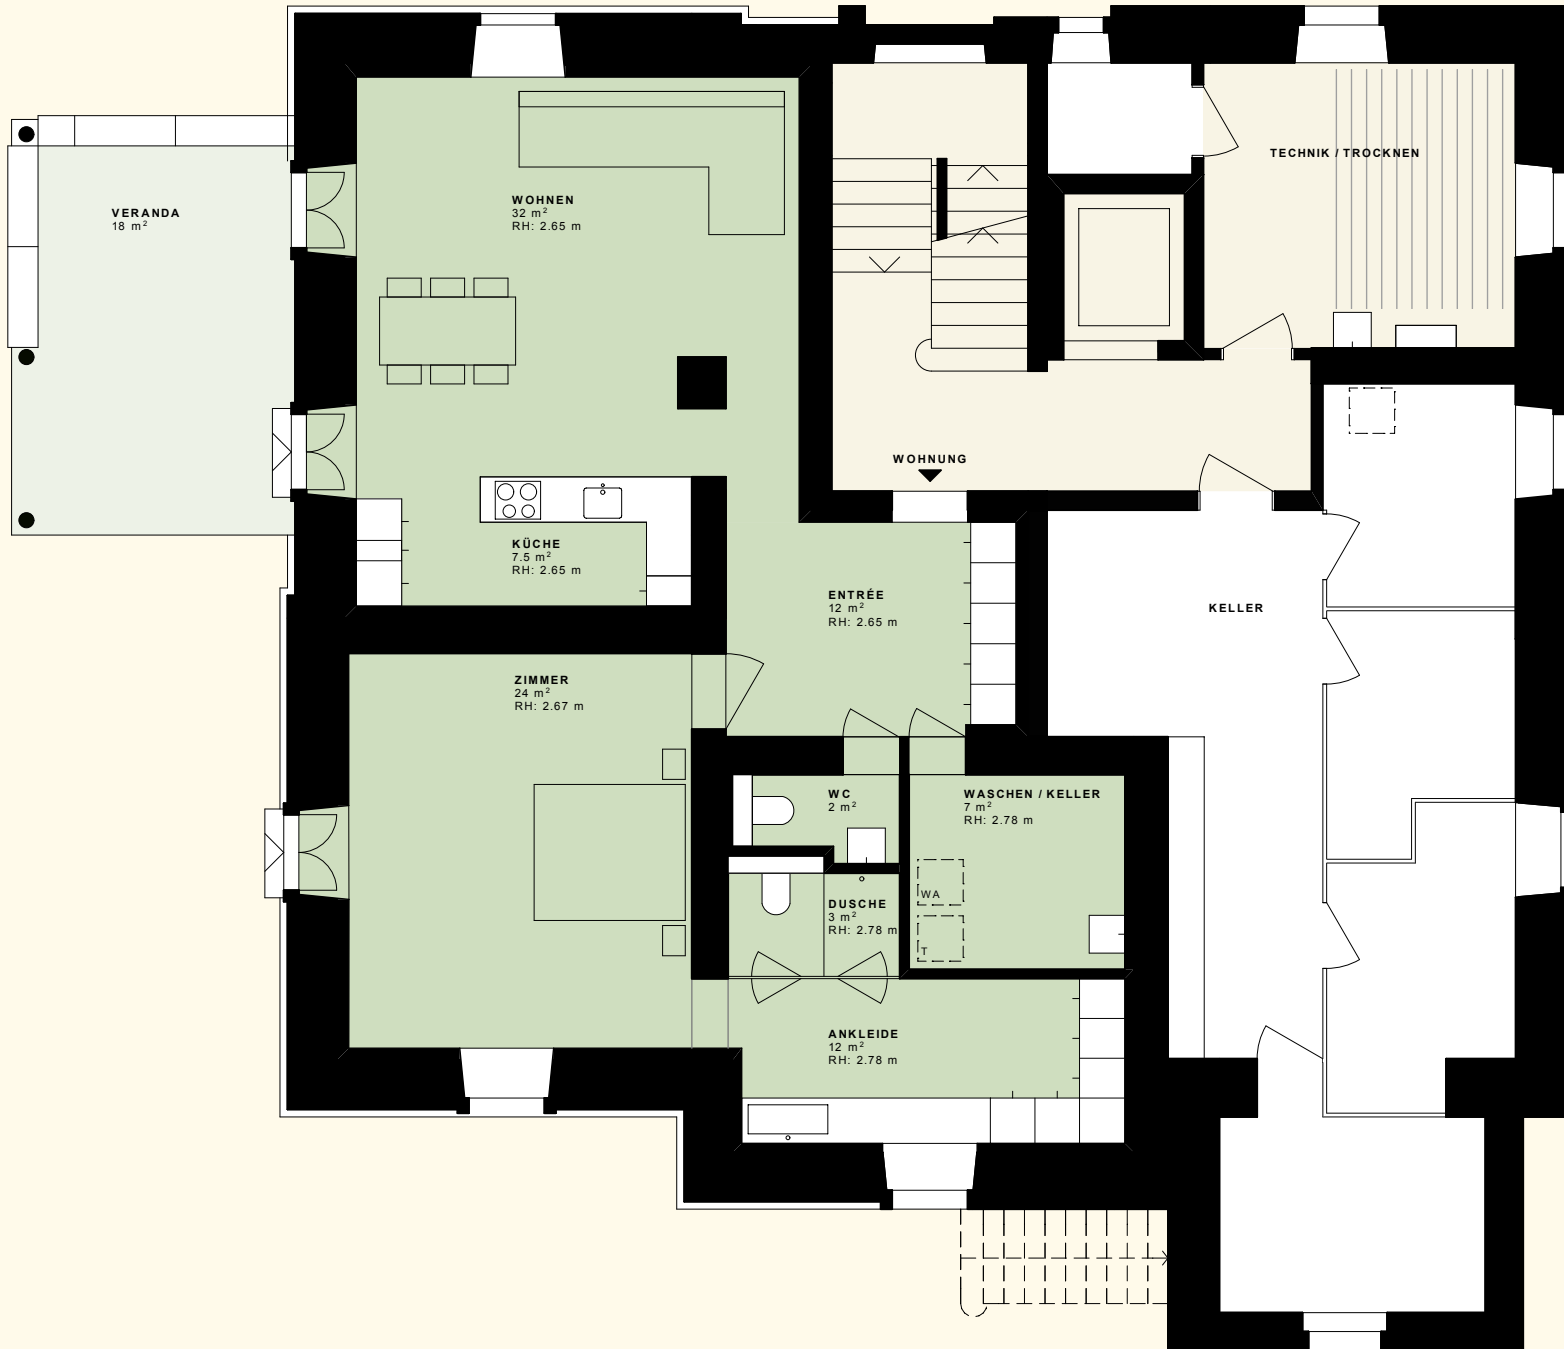 TECHNIK / TROCKNEN
WOHNEN
32 m²
RH: 2.65 m
VERANDA
18 m²
WOHNUNG
KÜCHE
7.5 m²
RH: 2.65 m
ENTRÉE
12 m²
RH: 2.65 m
KELLER
ZIMMER
24 m²
RH: 2.67 m
WC
2 m²
WASCHEN / KELLER
7 m²
RH: 2.78 m
WA
T
DUSCHE
3 m²
RH: 2.78 m
ANKLEIDE
12 m²
RH: 2.78 m